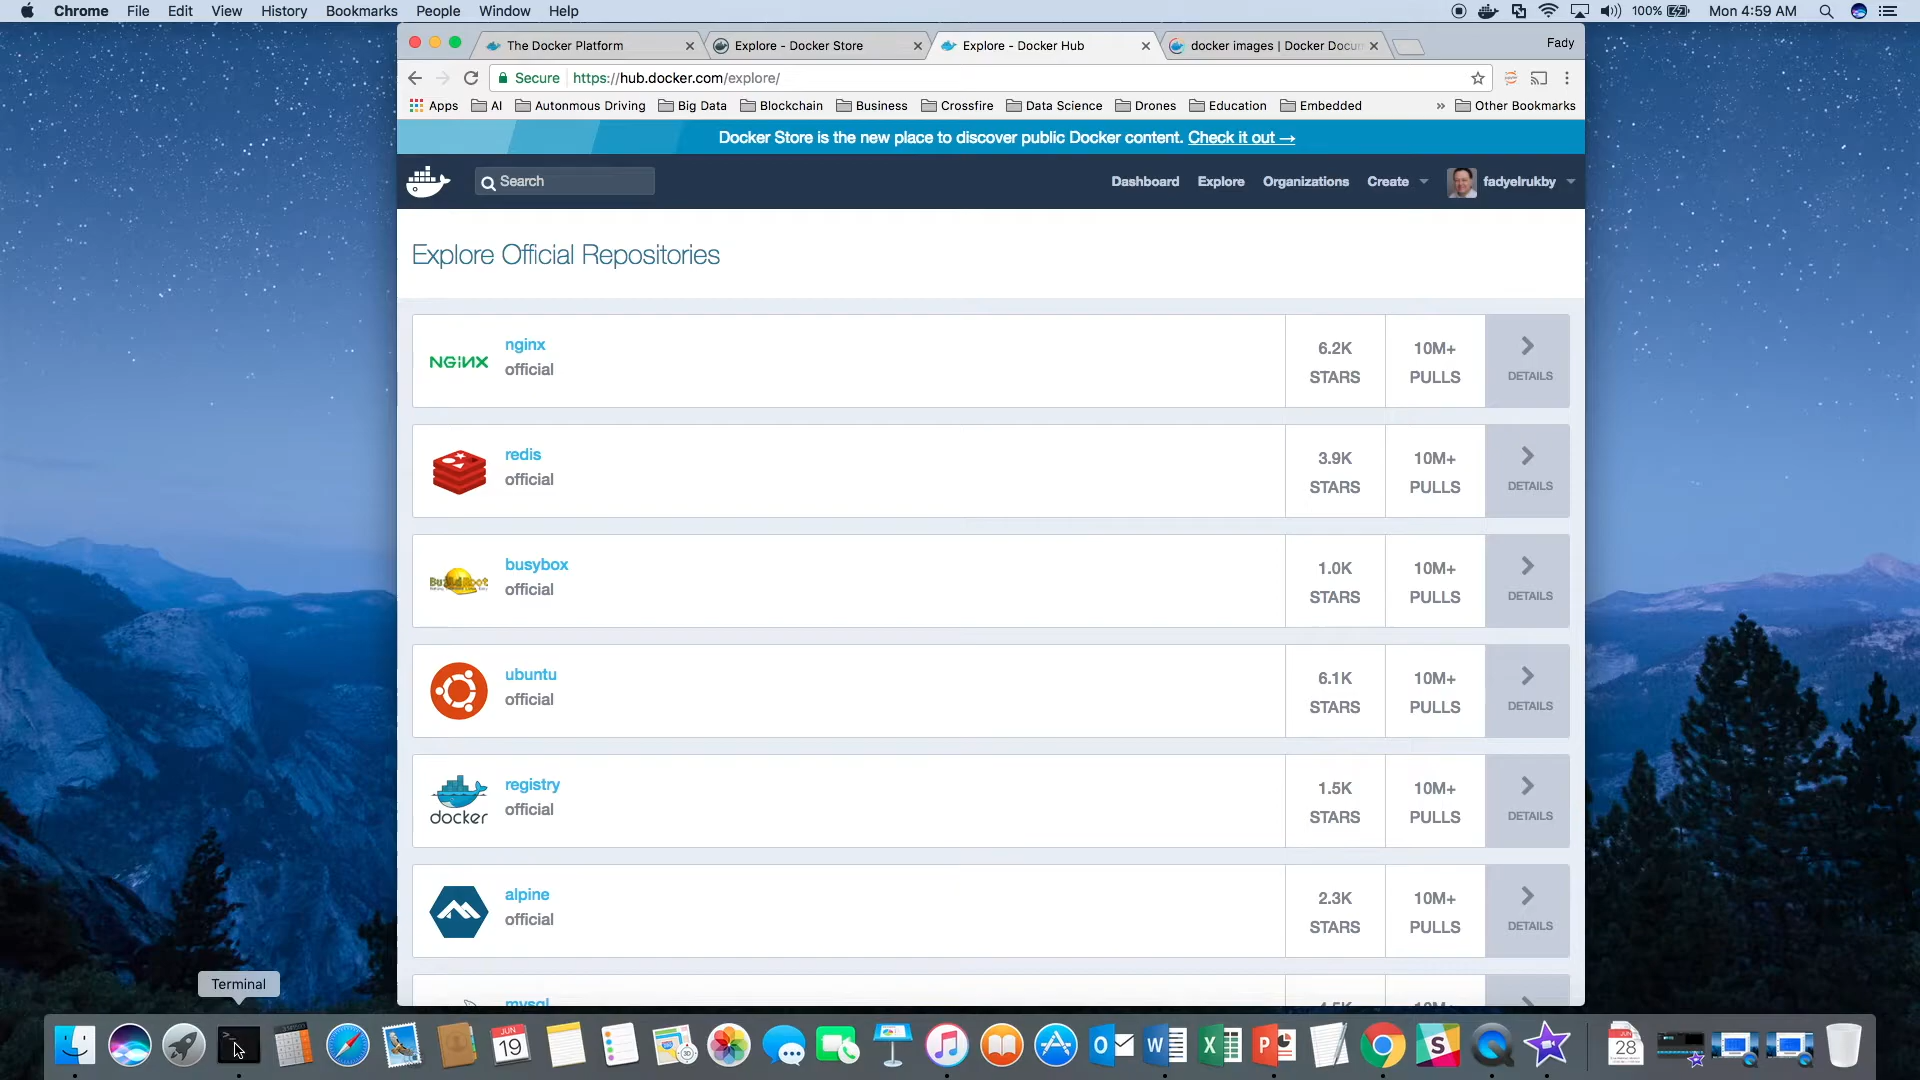 Chrome File Edit View History Bookmarks People Window Help 100% Mon 4:59 AM
The Docker Platform Explore - Docker Store Explore - Docker Hub docker images | Docker Docu Fady
Secure https://hub.docker.com/explore/
Apps AI Autonmous Driving Big Data Blockchain Business Crossfire Data Science Drones Education Embedded » Other Bookmarks
Docker Store is the new place to discover public Docker content. Check it out →
Search Dashboard Explore Organizations Create fadyelrukby
Explore Official Repositories
NGINX nginx official 6.2K STARS 10M+ PULLS DETAILS
redis official 3.9K STARS 10M+ PULLS DETAILS
BuildRoot busybox official 1.0K STARS 10M+ PULLS DETAILS
ubuntu official 6.1K STARS 10M+ PULLS DETAILS
docker registry official 1.5K STARS 10M+ PULLS DETAILS
alpine official 2.3K STARS 10M+ PULLS DETAILS
mysql 4.5K 10M+
Terminal
JUN 19
28